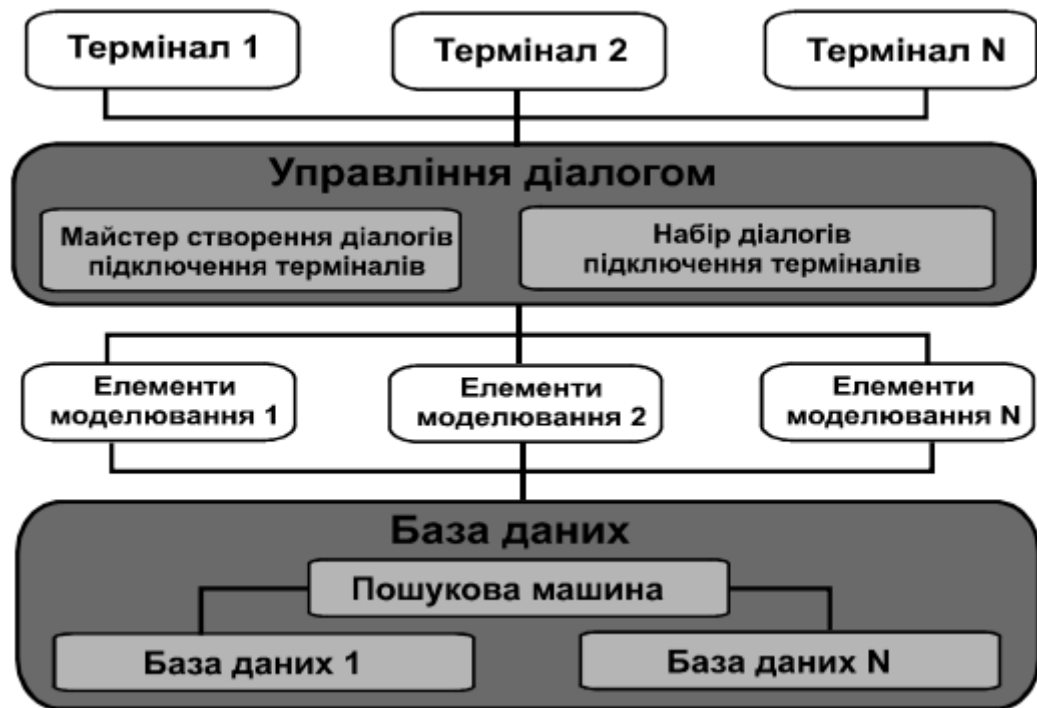 Термінал 1
Термінал 2
Термінал N
Управління діалогом
Майстер створення діалогів
підключення терміналів
Набір діалогів
підключення терміналів
Елементи
моделювання 1
Елементи
моделювання 2
Елементи
моделювання N
База даних
Пошукова машина
База даних 1
База даних N